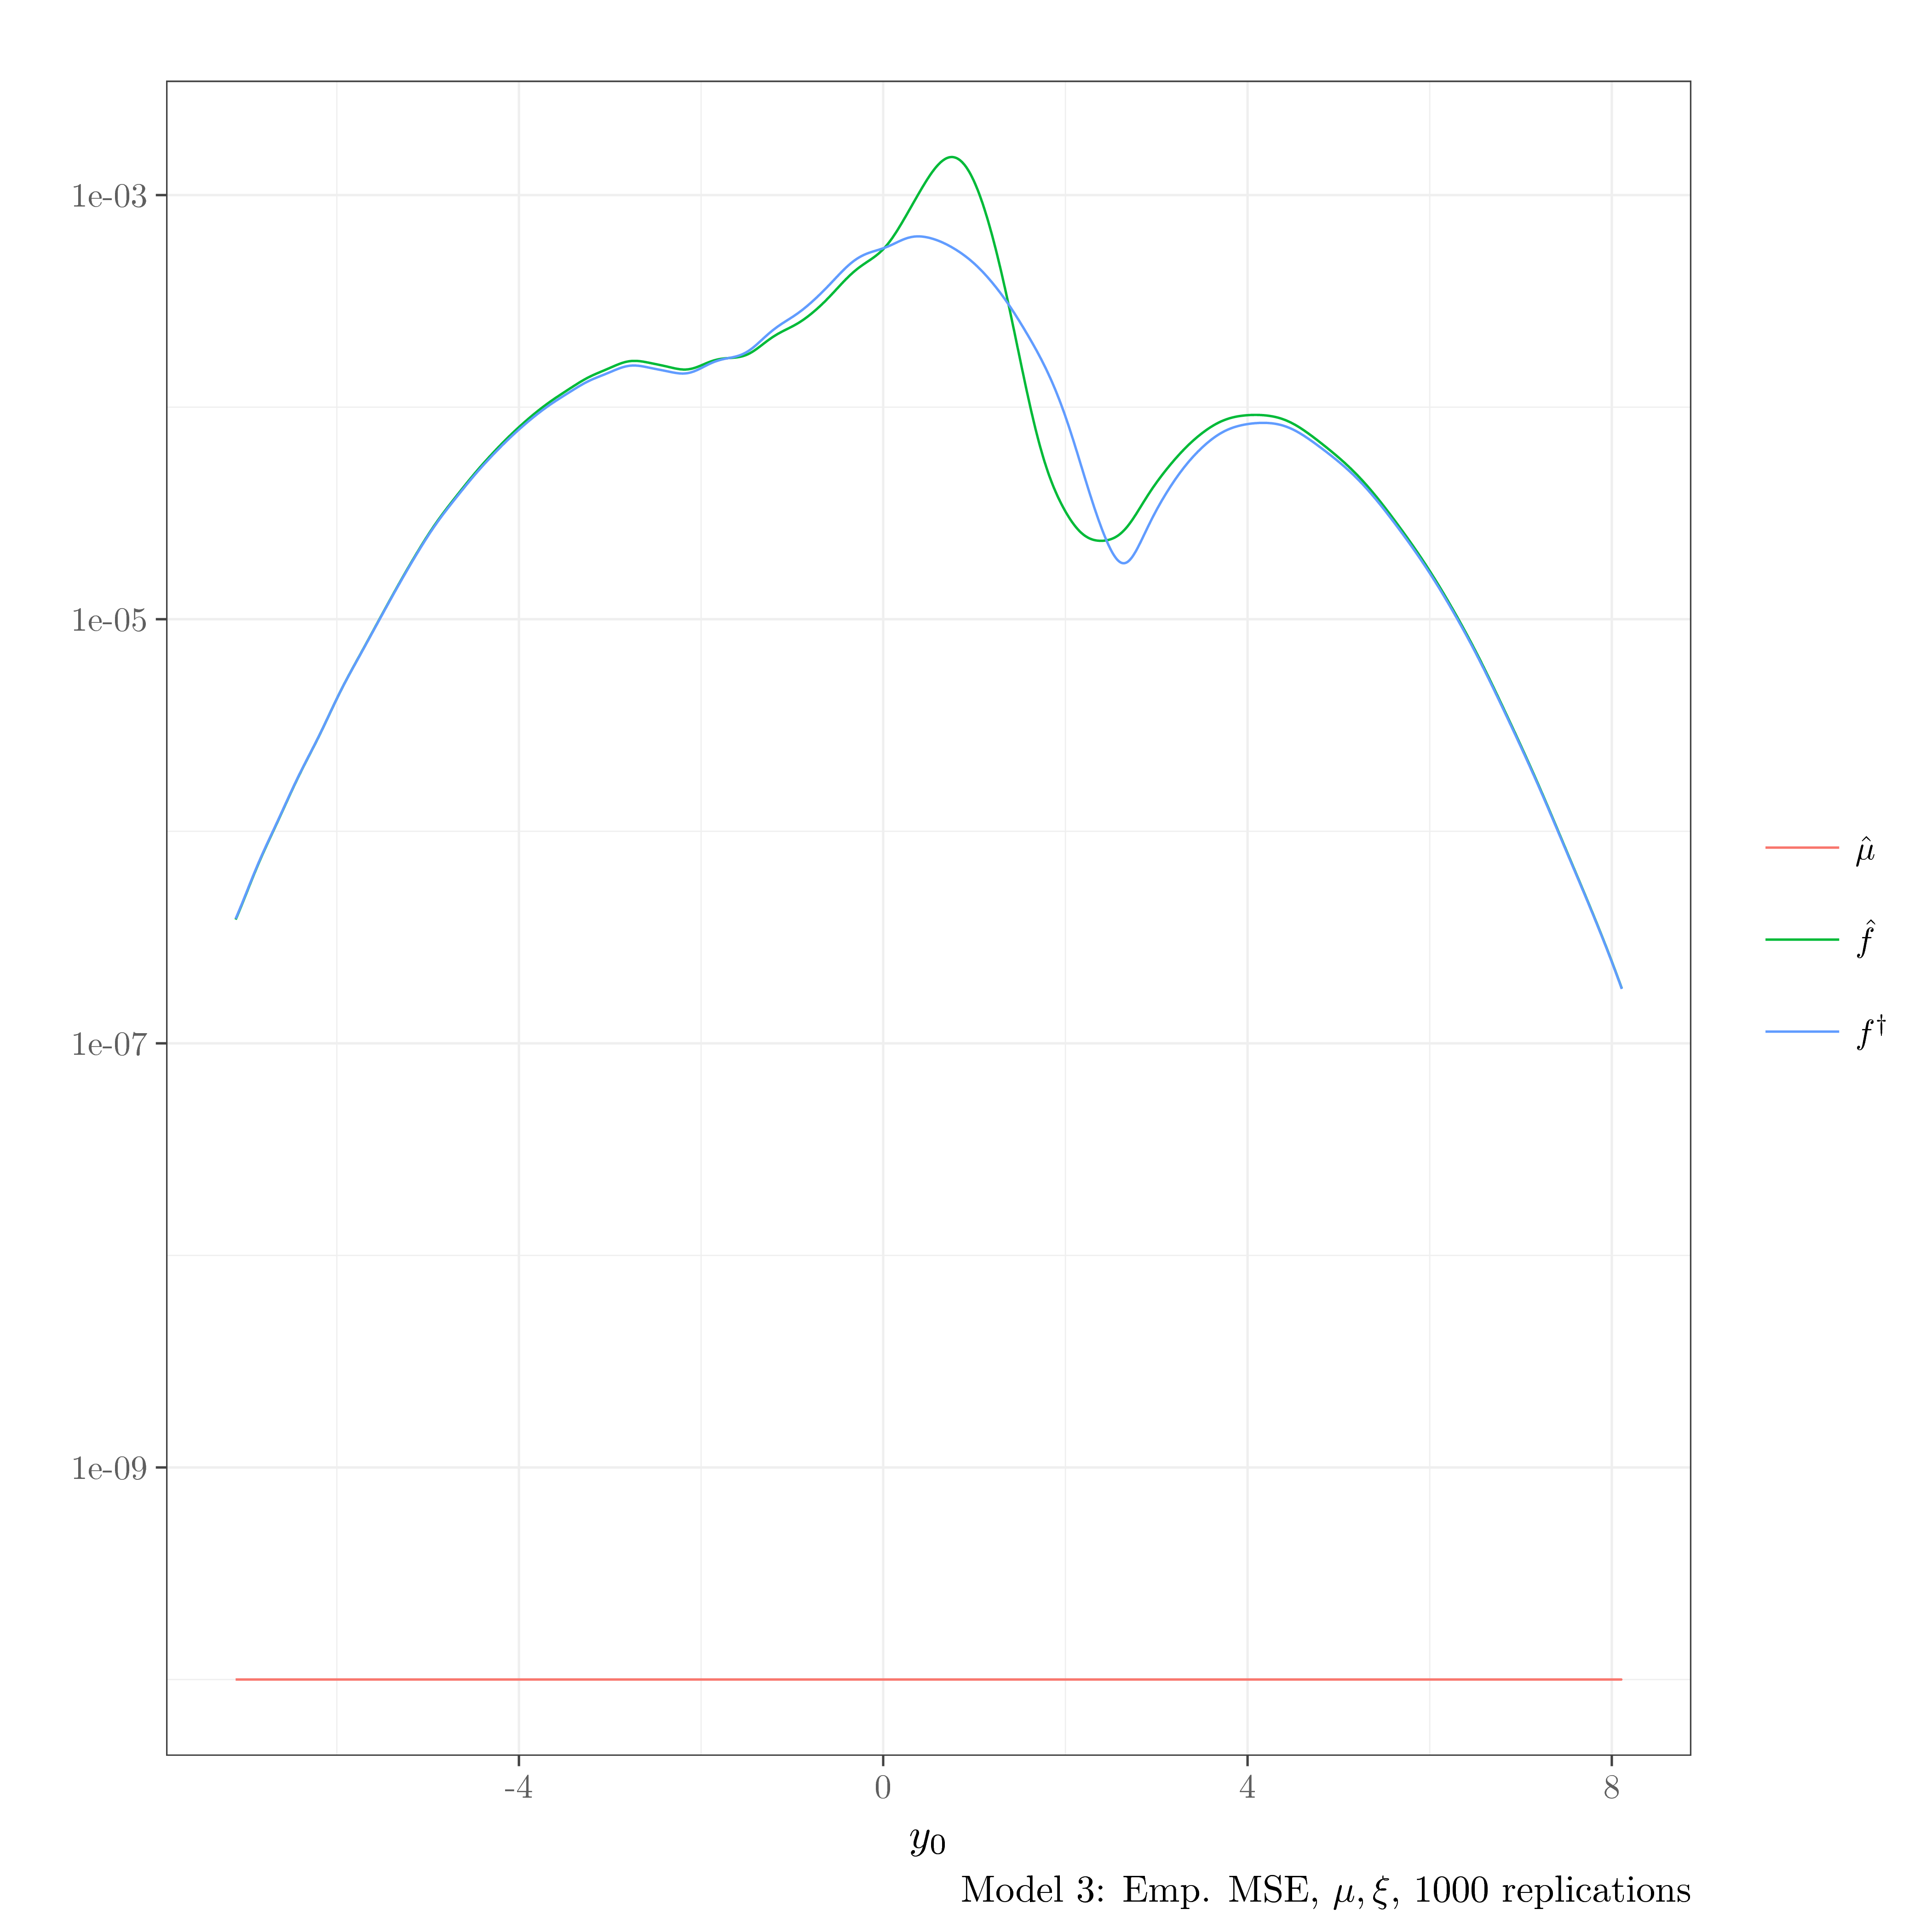 1e-03
1e-05
1e-07
1e-09
-4 0 4 8
y₀
μ̂
f̂
f†
Model 3: Emp. MSE, μ, ξ, 1000 replications